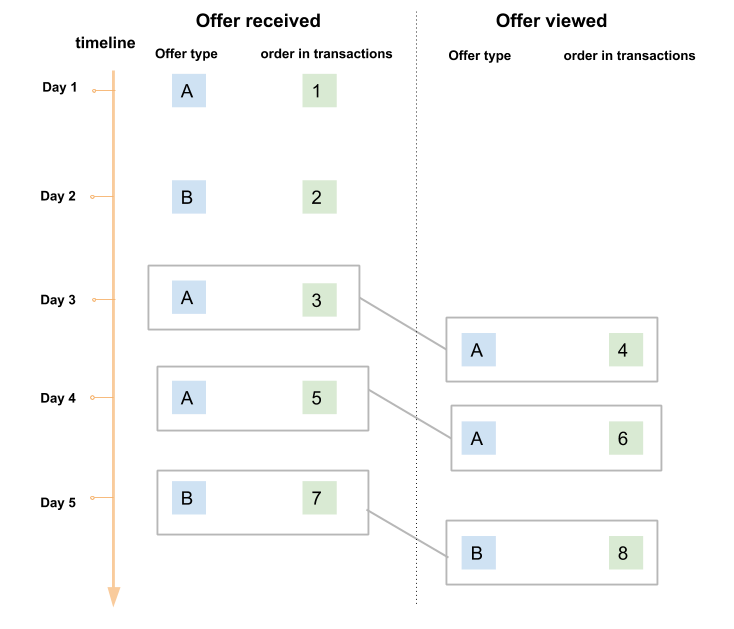 Offer received
Offer viewed
timeline
Offer type order in transactions
Offer type order in transactions
Day 1 A 1
Day 2 B 2
Day 3 A 3
A 4
Day 4 A 5
A 6
Day 5 B 7
B 8